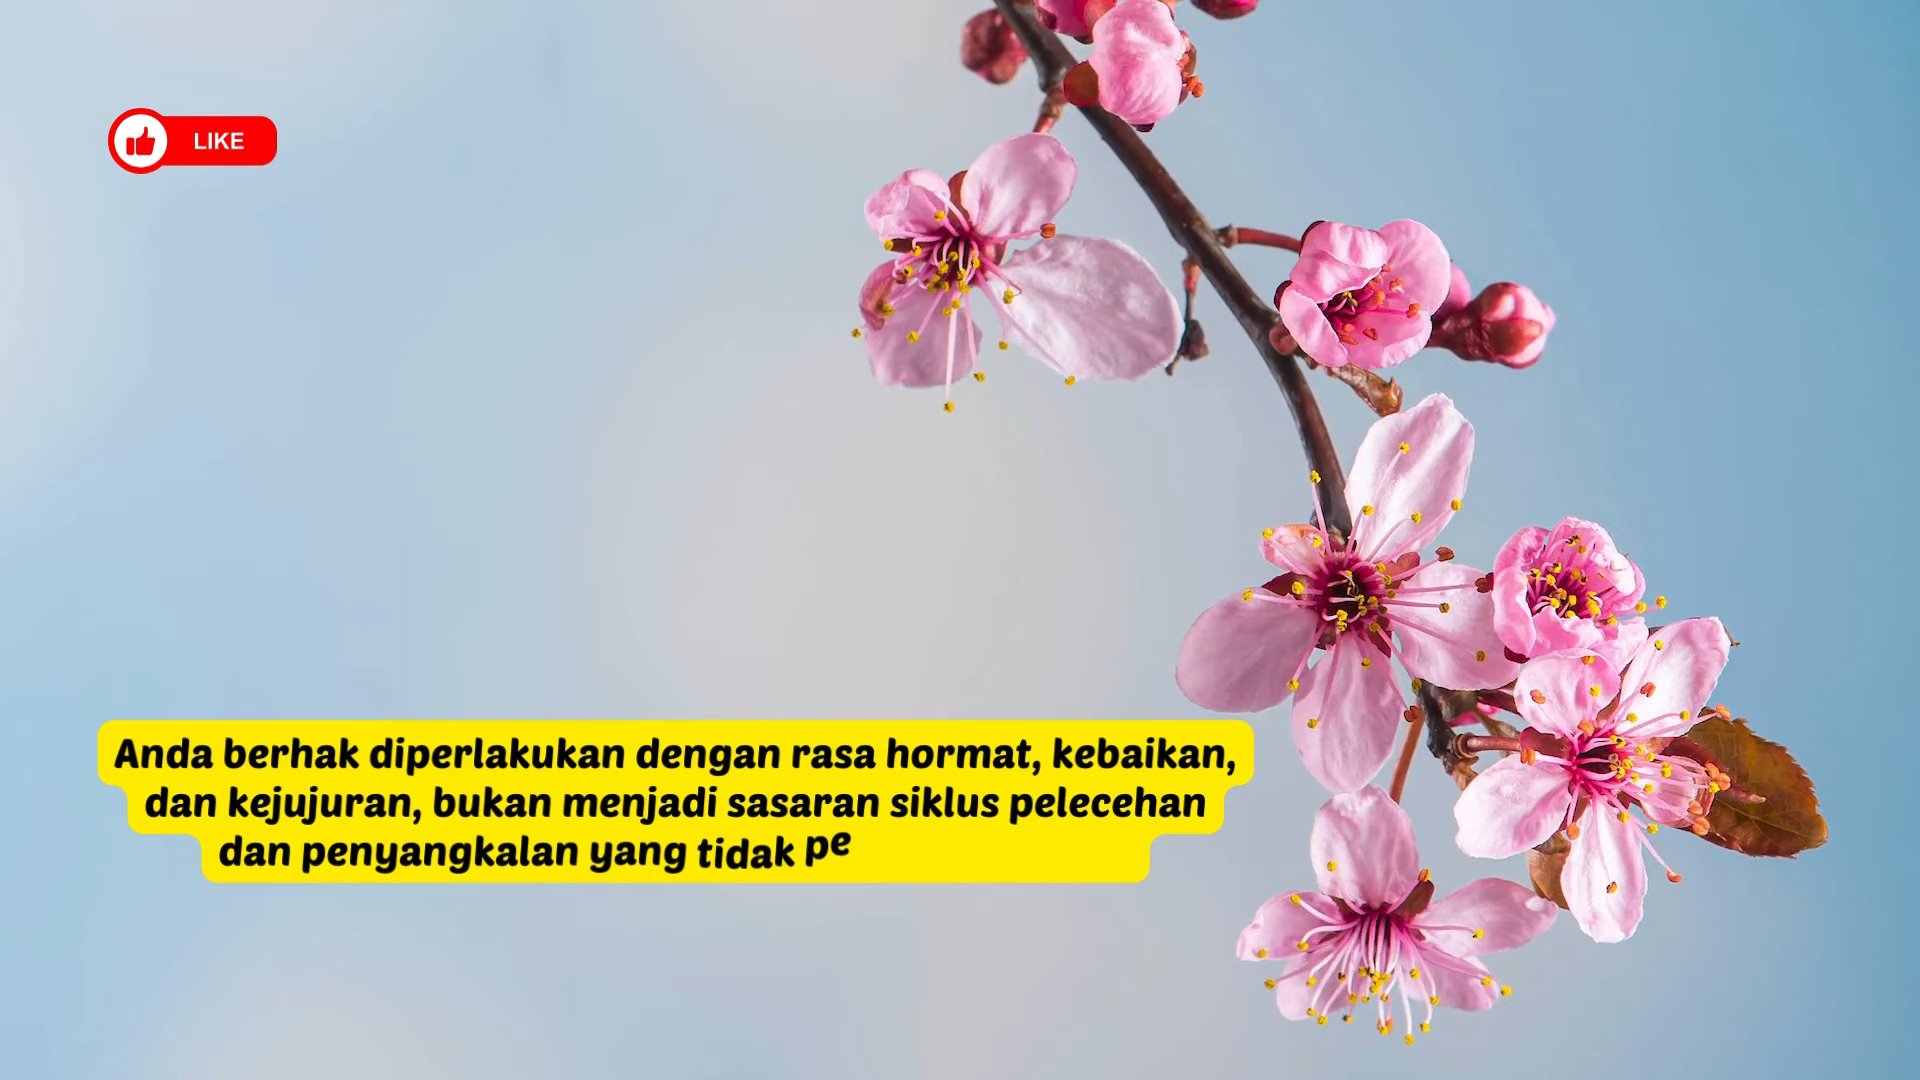 LIKE
Anda berhak diperlakukan dengan rasa hormat, kebaikan,
dan kejujuran, bukan menjadi sasaran siklus pelecehan
dan penyangkalan yang tidak pe